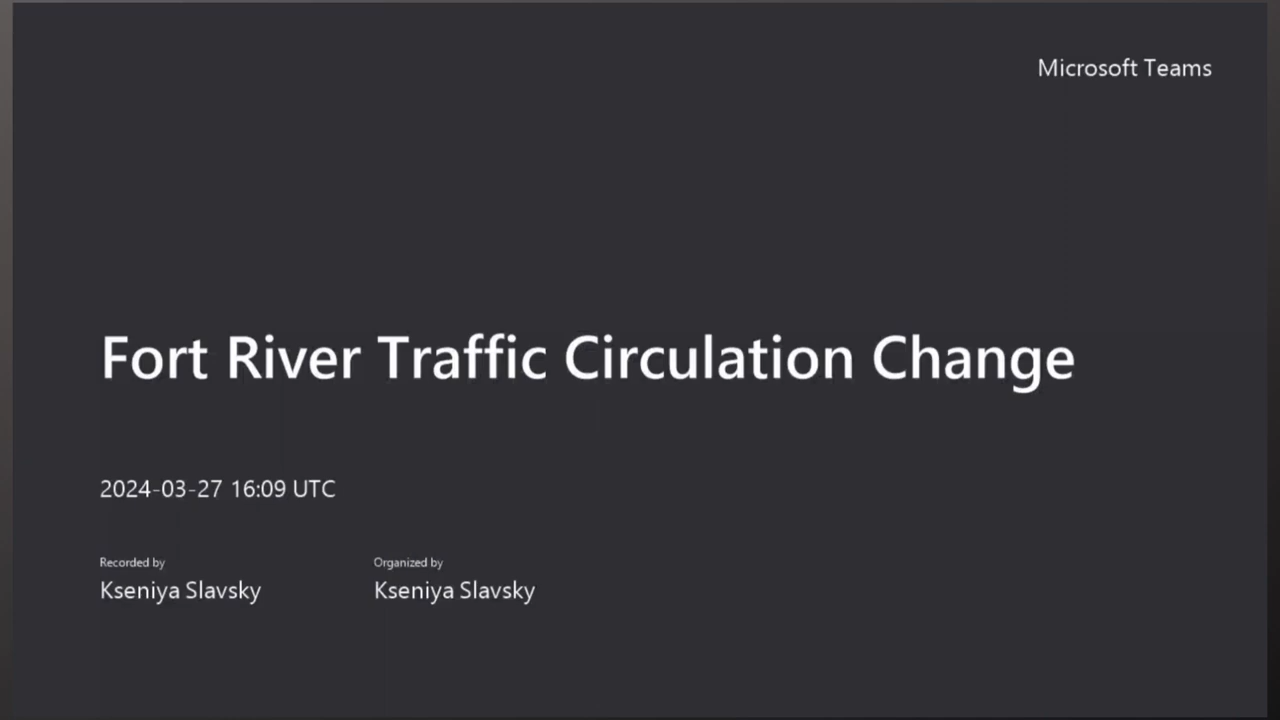 Microsoft Teams
Fort River Traffic Circulation Change
2024-03-27 16:09 UTC
Recorded by
Kseniya Slavsky
Organized by
Kseniya Slavsky